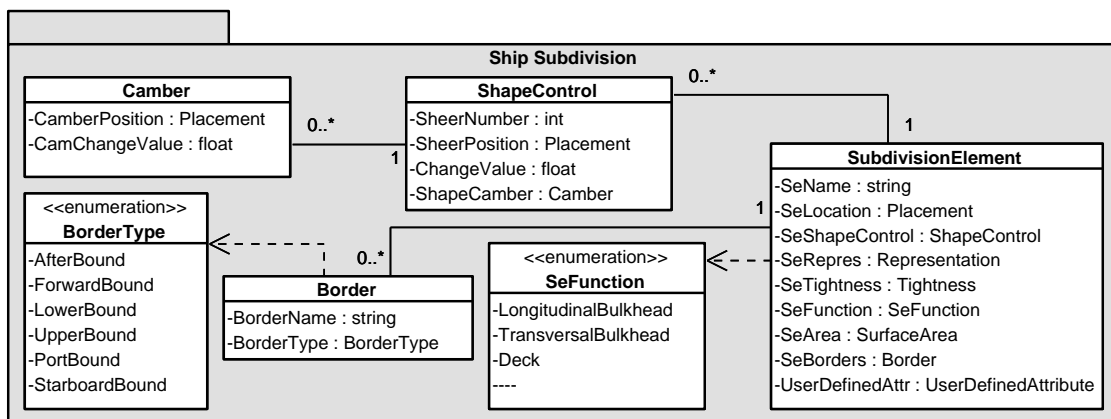 Ship Subdivision
Camber
-CamberPosition : Placement
-CamChangeValue : float
0..*
1
ShapeControl
-SheerNumber : int
-SheerPosition : Placement
-ChangeValue : float
-ShapeCamber : Camber
0..*
1
SubdivisionElement
-SeName : string
-SeLocation : Placement
-SeShapeControl : ShapeControl
-SeRepres : Representation
-SeTightness : Tightness
-SeFunction : SeFunction
-SeArea : SurfaceArea
-SeBorders : Border
-UserDefinedAttr : UserDefinedAttribute
<<enumeration>>
BorderType
-AfterBound
-ForwardBound
-LowerBound
-UpperBound
-PortBound
-StarboardBound
1
0..*
Border
-BorderName : string
-BorderType : BorderType
<<enumeration>>
SeFunction
-LongitudinalBulkhead
-TransversalBulkhead
-Deck
----